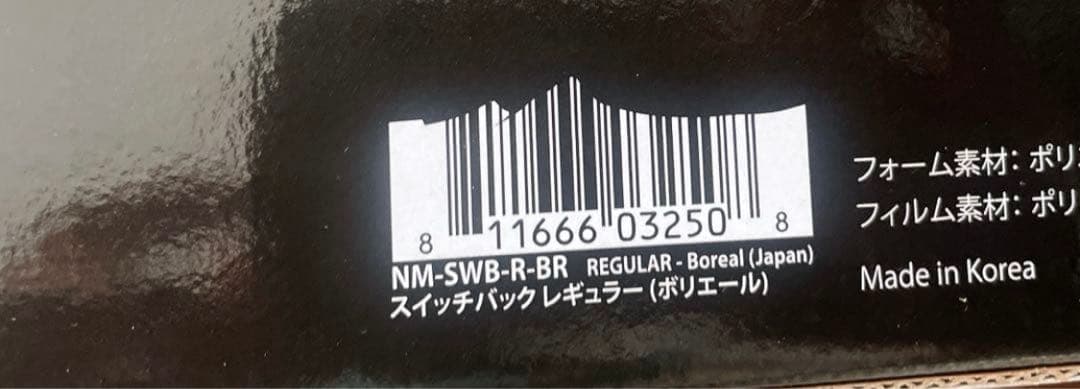 8 11666 03250 8
NM-SWB-R-BR REGULAR - Boreal (Japan)
スイッチバック レギュラー (ボリエール)
フォーム素材: ポリ
フィルム素材: ポリ
Made in Korea